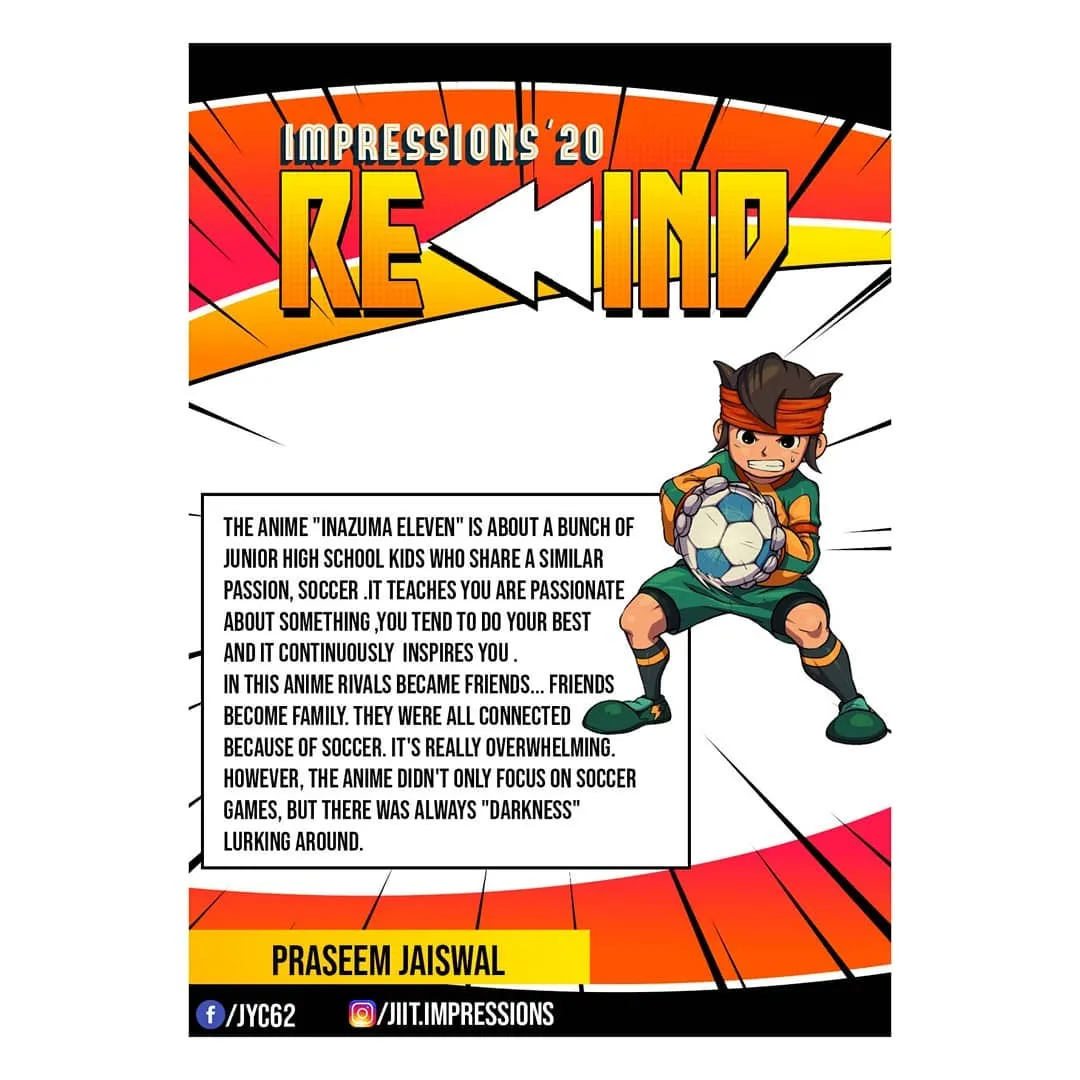 IMPRESSIONS '20
REWIND
THE ANIME "INAZUMA ELEVEN" IS ABOUT A BUNCH OF
JUNIOR HIGH SCHOOL KIDS WHO SHARE A SIMILAR
PASSION, SOCCER .IT TEACHES YOU ARE PASSIONATE
ABOUT SOMETHING ,YOU TEND TO DO YOUR BEST
AND IT CONTINUOUSLY INSPIRES YOU .
IN THIS ANIME RIVALS BECAME FRIENDS... FRIENDS
BECOME FAMILY. THEY WERE ALL CONNECTED
BECAUSE OF SOCCER. IT'S REALLY OVERWHELMING.
HOWEVER, THE ANIME DIDN'T ONLY FOCUS ON SOCCER
GAMES, BUT THERE WAS ALWAYS "DARKNESS"
LURKING AROUND.
PRASEEM JAISWAL
/JYC62 /JIIT.IMPRESSIONS